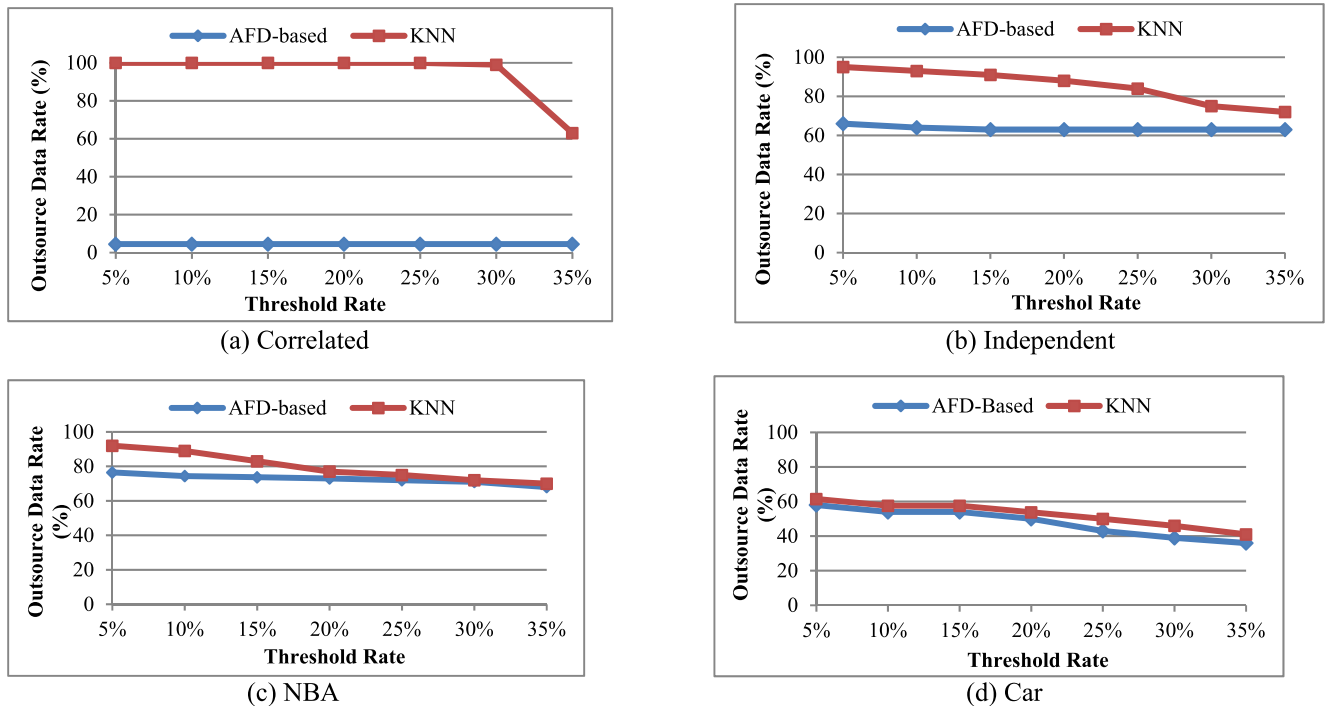 AFD-based KNN
Outsource Data Rate (%)
100
80
60
40
20
0
5% 10% 15% 20% 25% 30% 35%
Threshold Rate
(a) Correlated
AFD-based KNN
Outsource Data Rate (%)
100
80
60
40
20
0
5% 10% 15% 20% 25% 30% 35%
Threshol Rate
(b) Independent
AFD-based KNN
Outsource Data Rate
(%)
100
80
60
40
20
0
5% 10% 15% 20% 25% 30% 35%
Threshold Rate
(c) NBA
AFD-Based KNN
Outsource Data Rate
(%)
100
80
60
40
20
0
5% 10% 15% 20% 25% 30% 35%
Threshold Rate
(d) Car